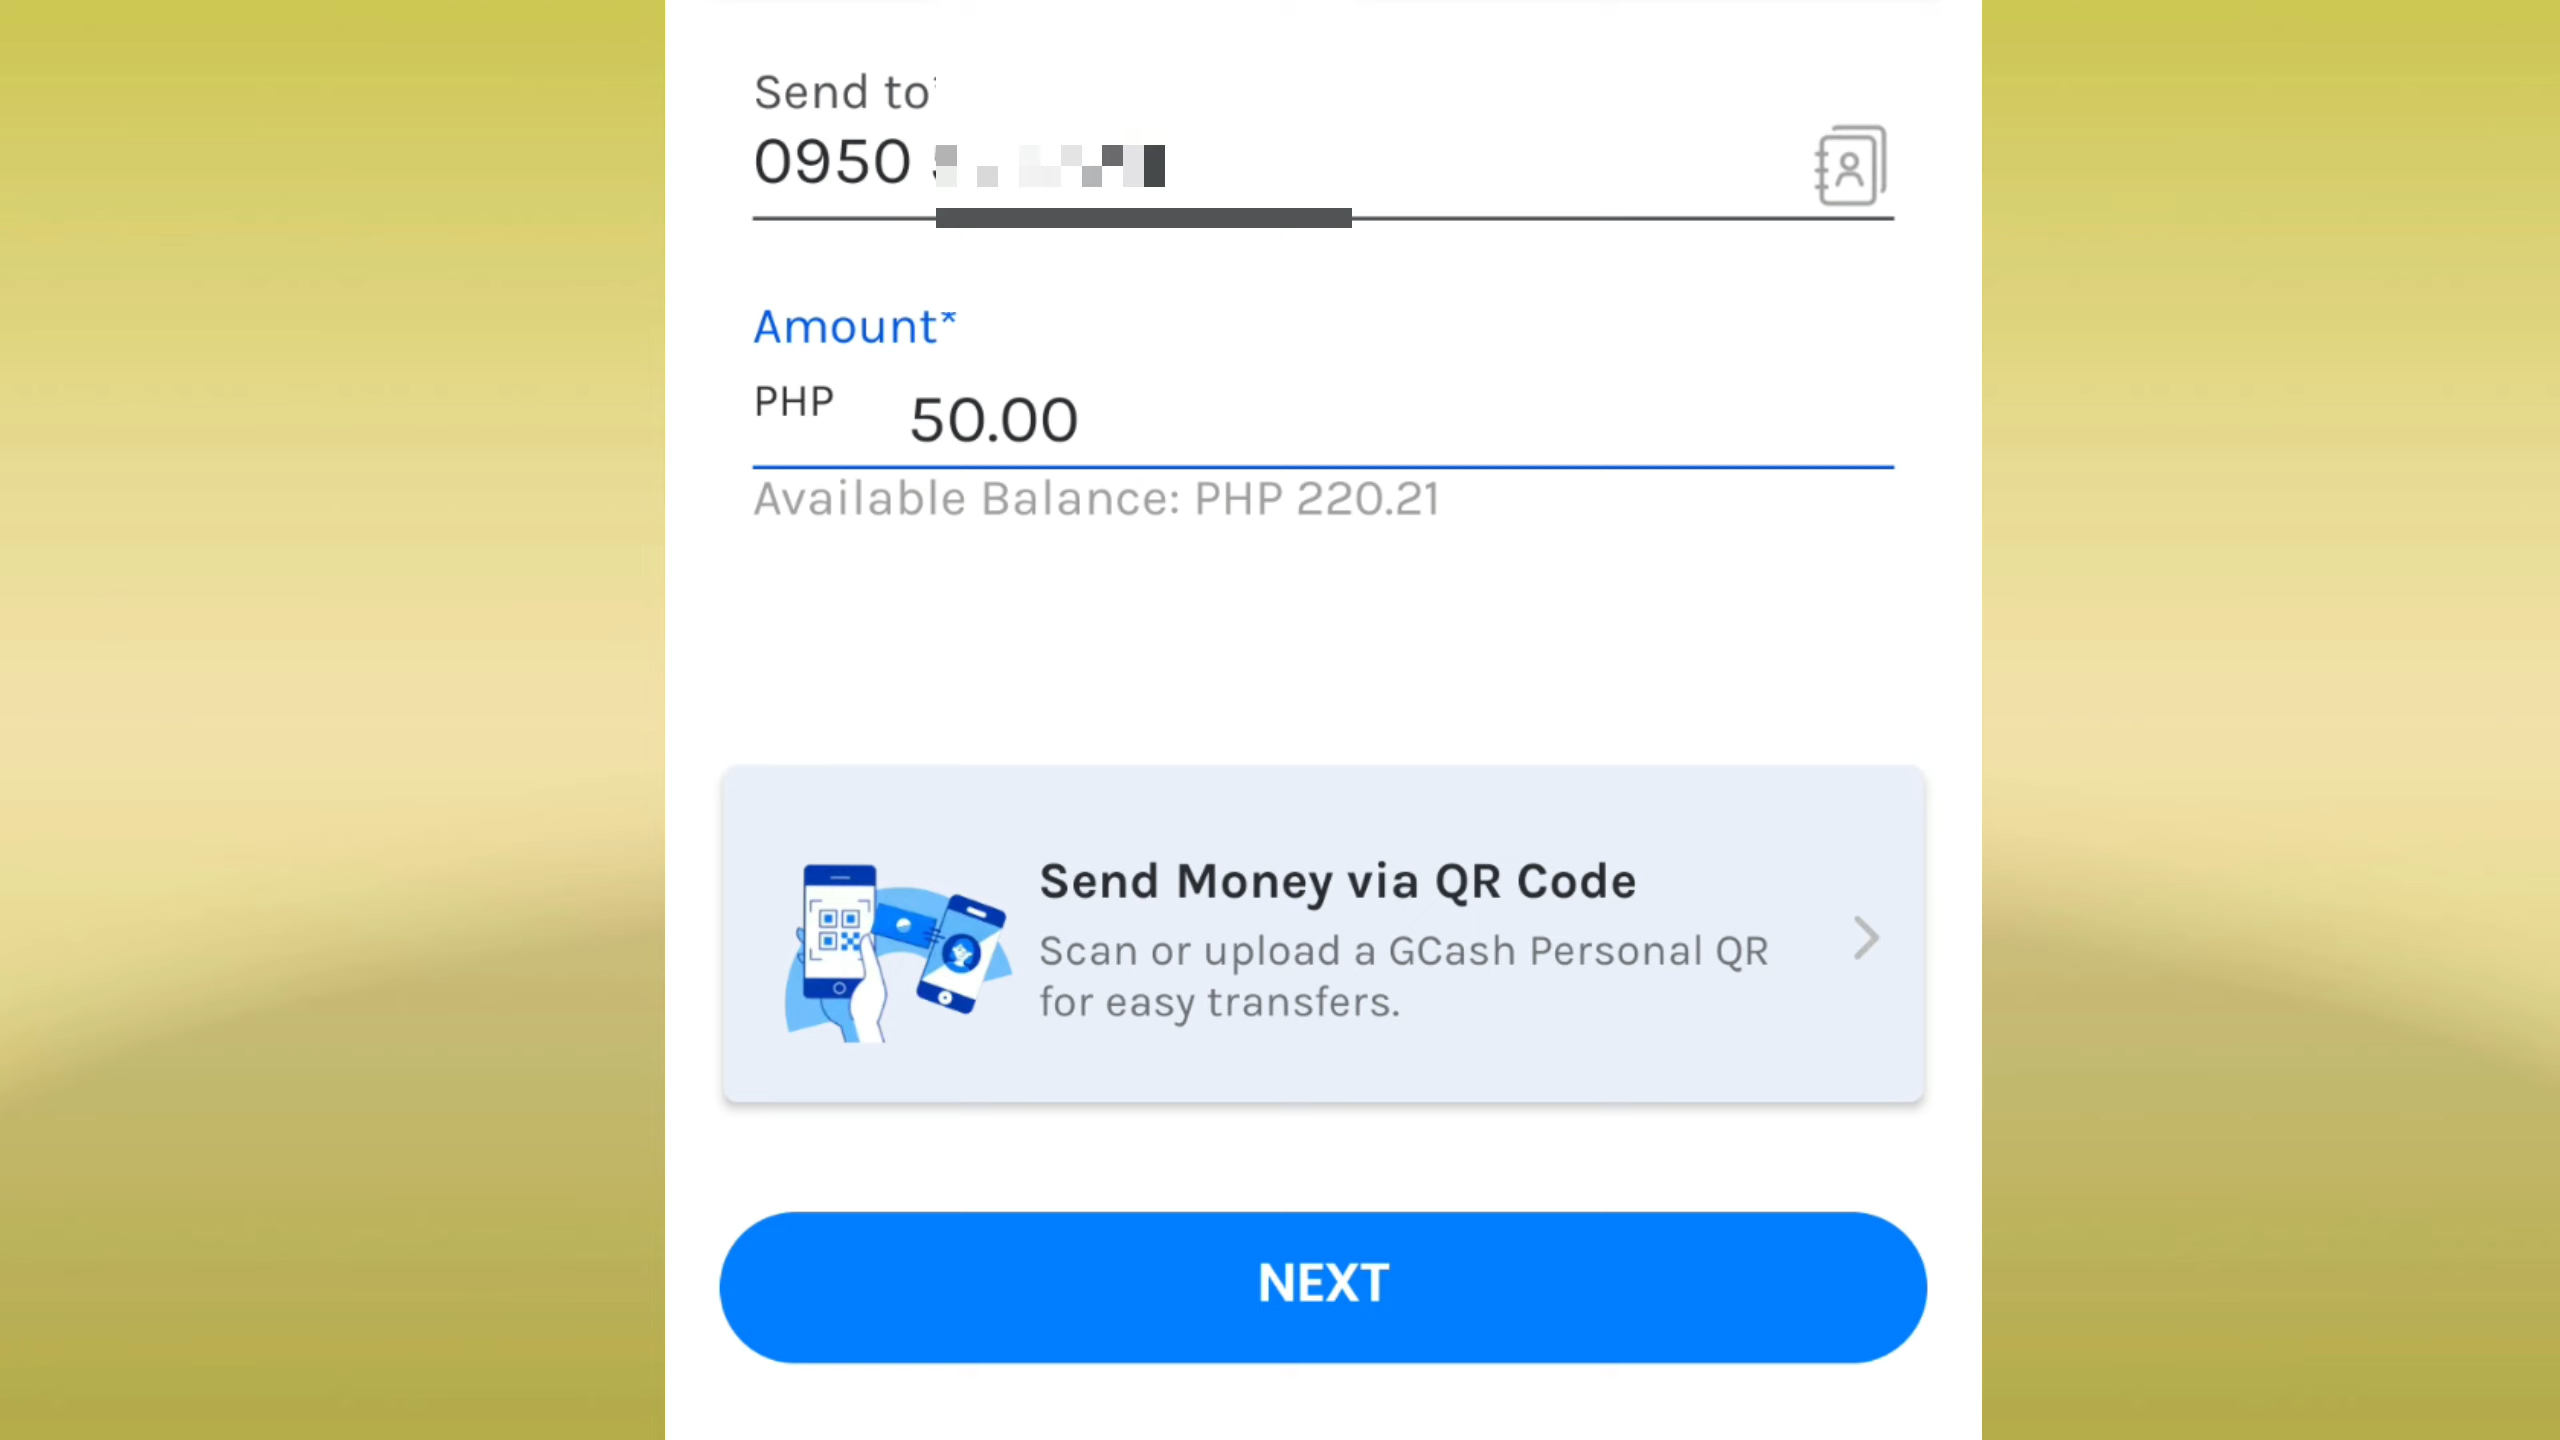 Send to
0950
Amount*
PHP 50.00
Available Balance: PHP 220.21
Send Money via QR Code
Scan or upload a GCash Personal QR
for easy transfers.
NEXT